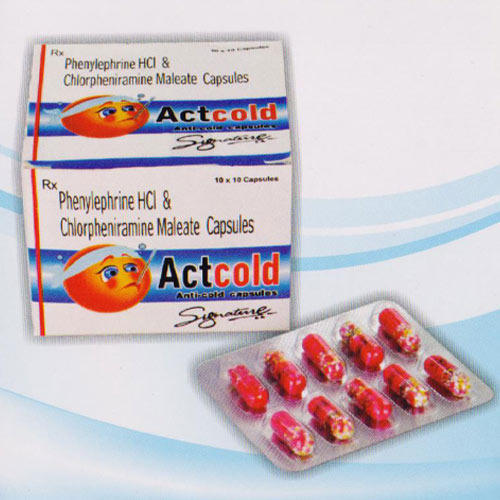 Rx
Phenylephrine HCl &
10 x 10 Capsules
Chlorpheniramine Maleate Capsules
Actcold
Anti-cold capsules
Signature
Rx
Phenylephrine HCl &
10 x 10 Capsules
Chlorpheniramine Maleate Capsules
Actcold
Anti-cold capsules
Signature